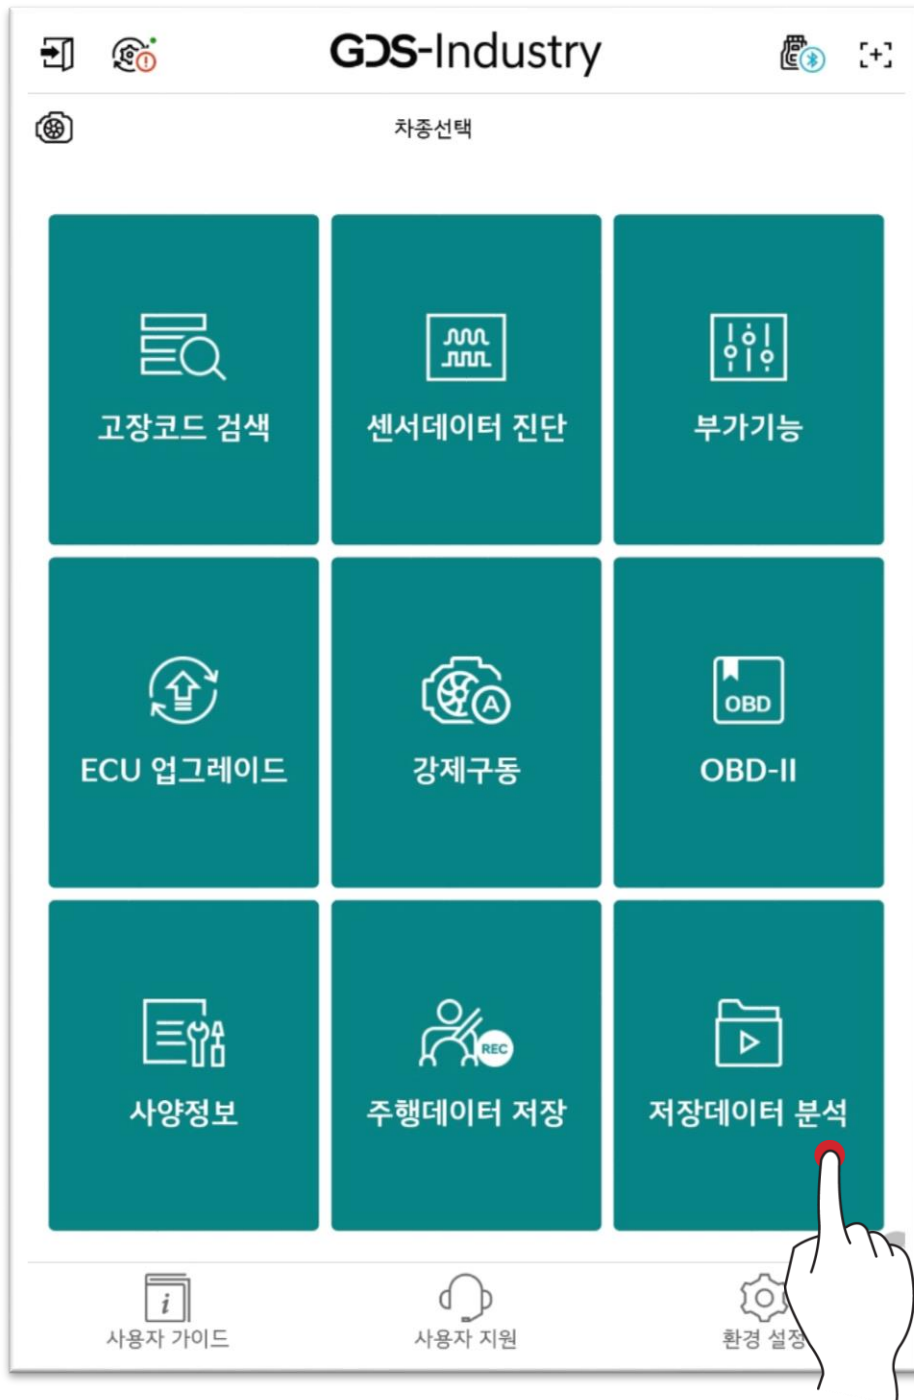 GDS-Industry
차종선택
고장코드 검색
센서데이터 진단
부가기능
OBD
ECU 업그레이드
강제구동
OBD-II
REC
사양정보
주행데이터 저장
저장데이터 분석
사용자 가이드
사용자 지원
환경 설정